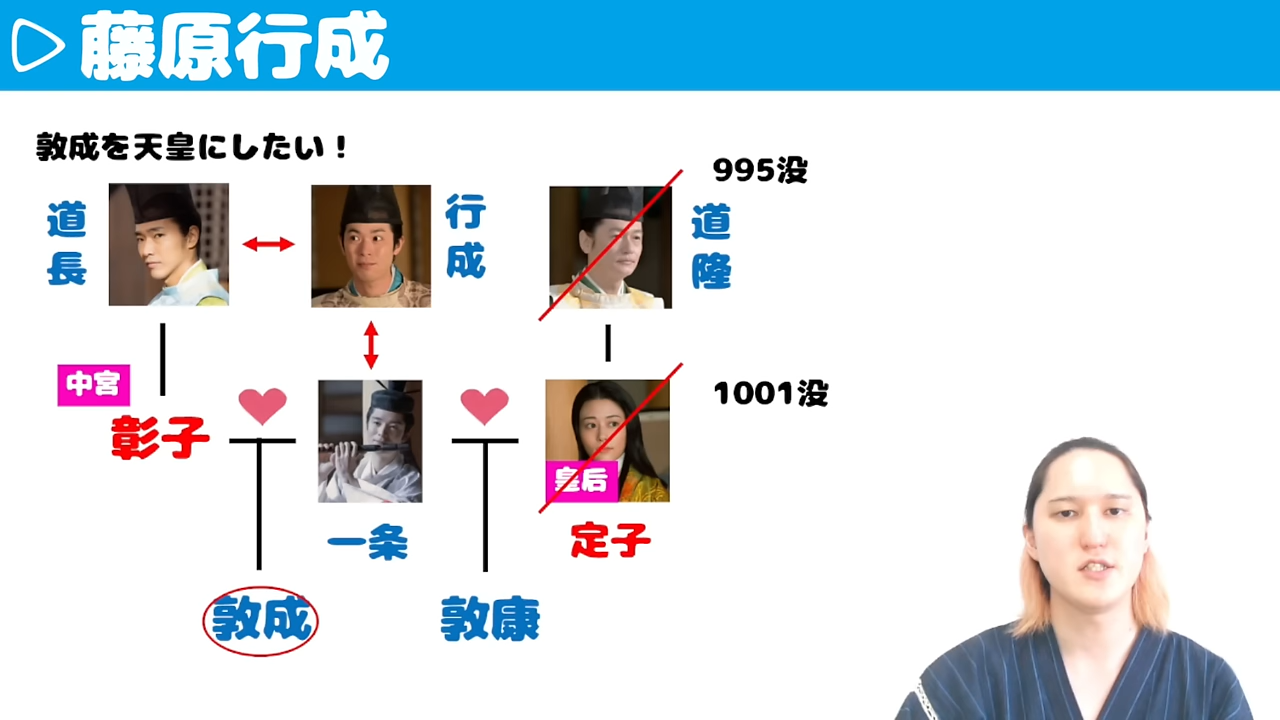 藤原行成
敦成を天皇にしたい！
995没
道長
行成
道隆
中宮
彰子
1001没
皇后
一条
定子
敦成
敦康